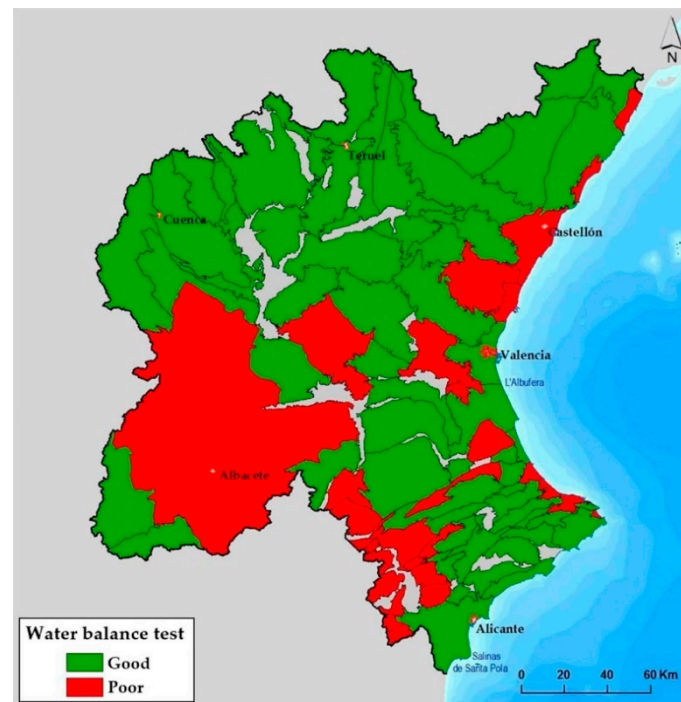 N
Teruel
Cuenca
Castellón
Valencia
L'Albufera
Albacete
Alicante
Salinas
de Santa Pola
Water balance test
Good
Poor
0 20 40 60 Km